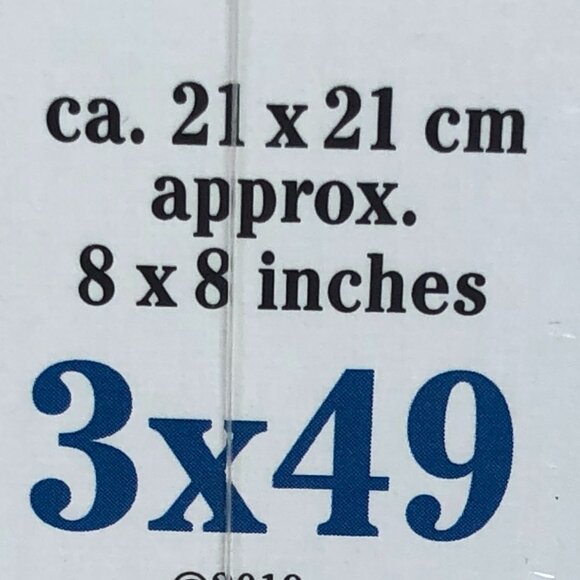 ca. 21 x 21 cm
approx.
8 x 8 inches
3x49